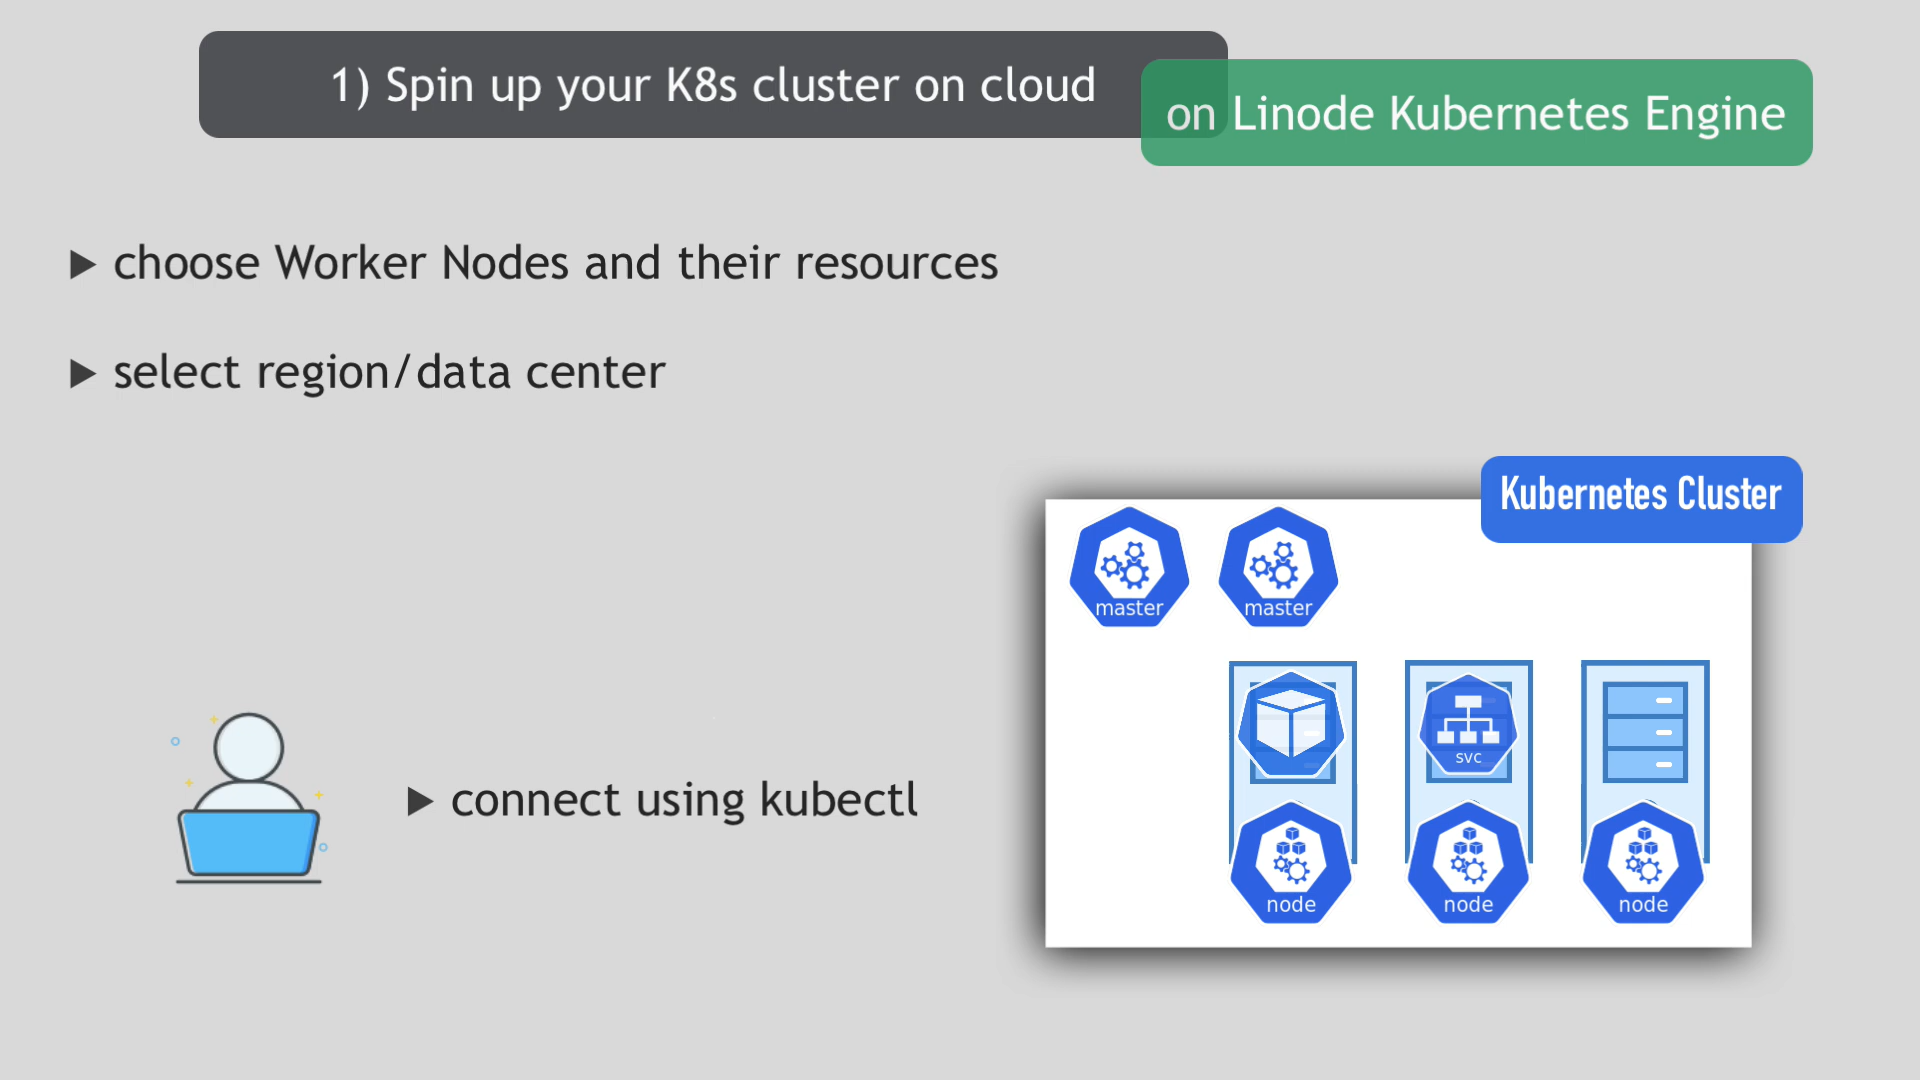 1) Spin up your K8s cluster on cloud
on Linode Kubernetes Engine
▶ choose Worker Nodes and their resources
▶ select region/data center
Kubernetes Cluster
master master
svc
▶ connect using kubectl
node node node